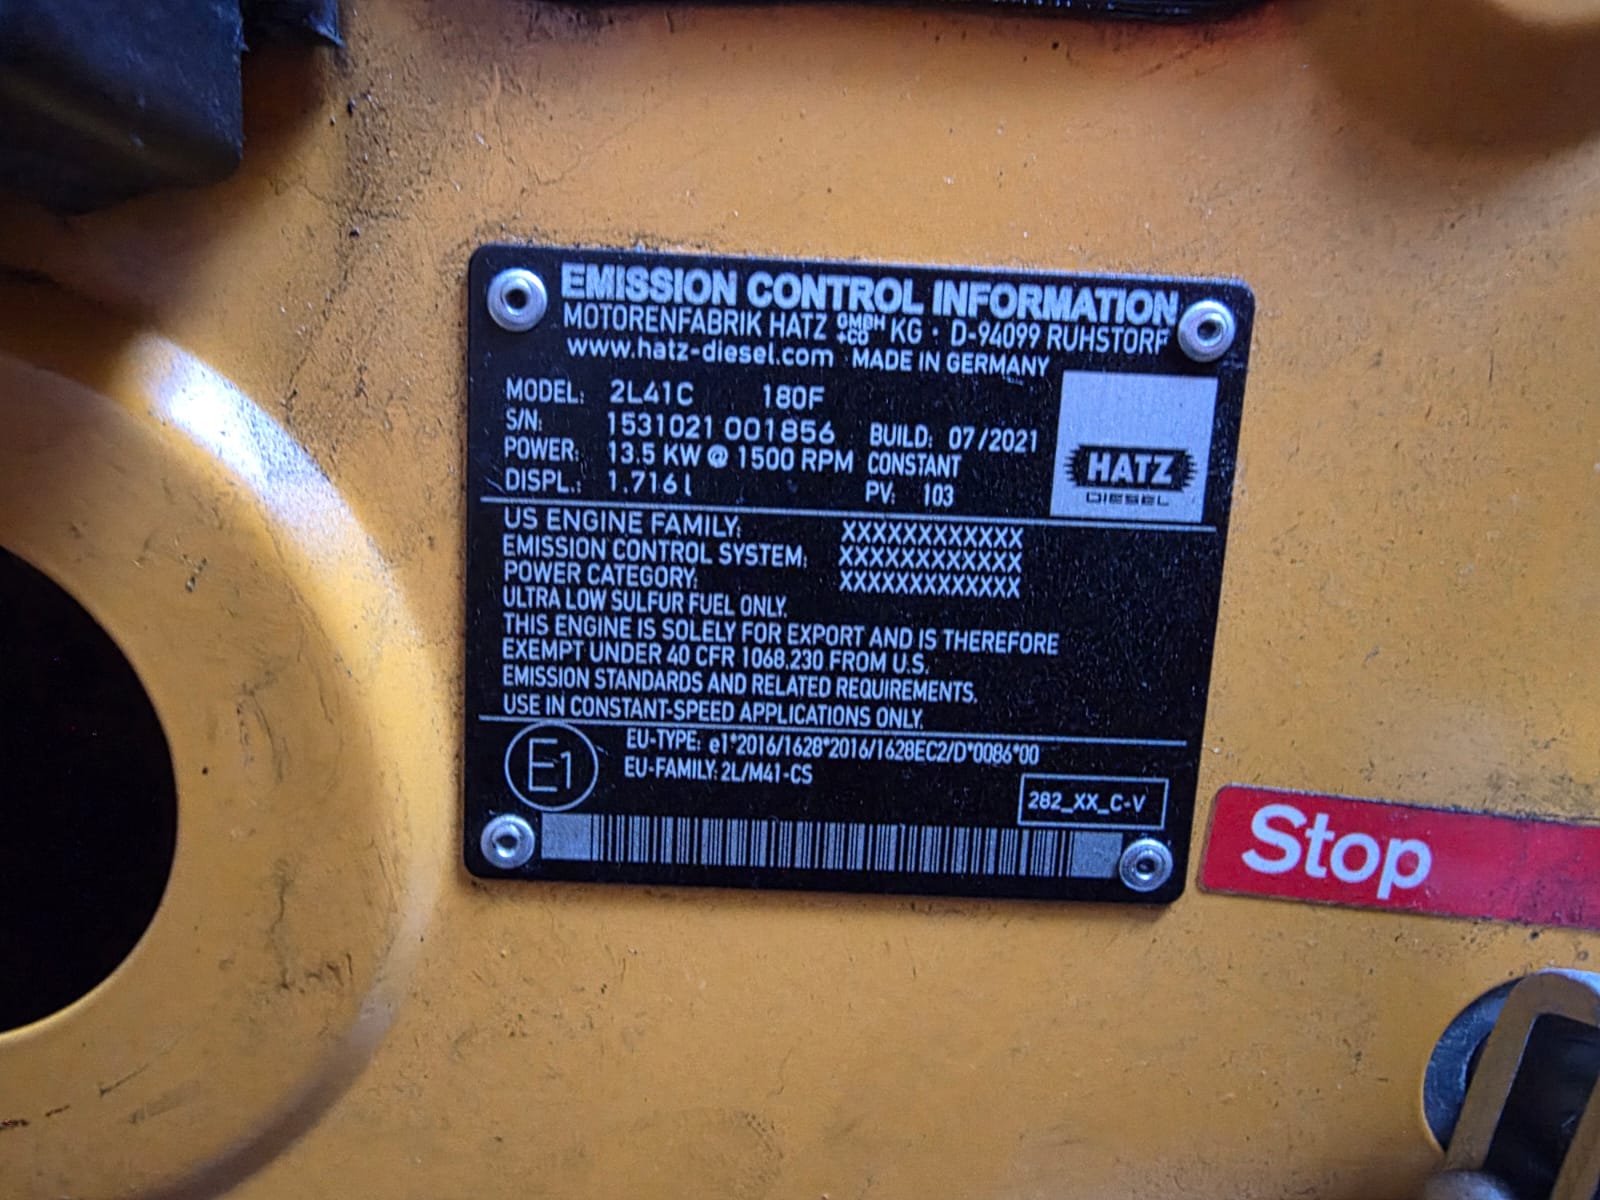 EMISSION CONTROL INFORMATION
MOTORENFABRIK HATZ GMBH +CO KG · D-94099 RUHSTORF
www.hatz-diesel.com MADE IN GERMANY
MODEL: 2L41C 180F
S/N: 1531021 001856 BUILD: 07/2021
POWER: 13.5 KW @ 1500 RPM CONSTANT
DISPL.: 1.716 l PV: 103
HATZ
DIESEL
US ENGINE FAMILY: XXXXXXXXXXXX
EMISSION CONTROL SYSTEM: XXXXXXXXXXXX
POWER CATEGORY: XXXXXXXXXXXXX
ULTRA LOW SULFUR FUEL ONLY.
THIS ENGINE IS SOLELY FOR EXPORT AND IS THEREFORE
EXEMPT UNDER 40 CFR 1068.230 FROM U.S.
EMISSION STANDARDS AND RELATED REQUIREMENTS.
USE IN CONSTANT-SPEED APPLICATIONS ONLY.
E1
EU-TYPE: e1*2016/1628*2016/1628EC2/D*0086*00
EU-FAMILY: 2L/M41-CS
282_XX_C-V
Stop